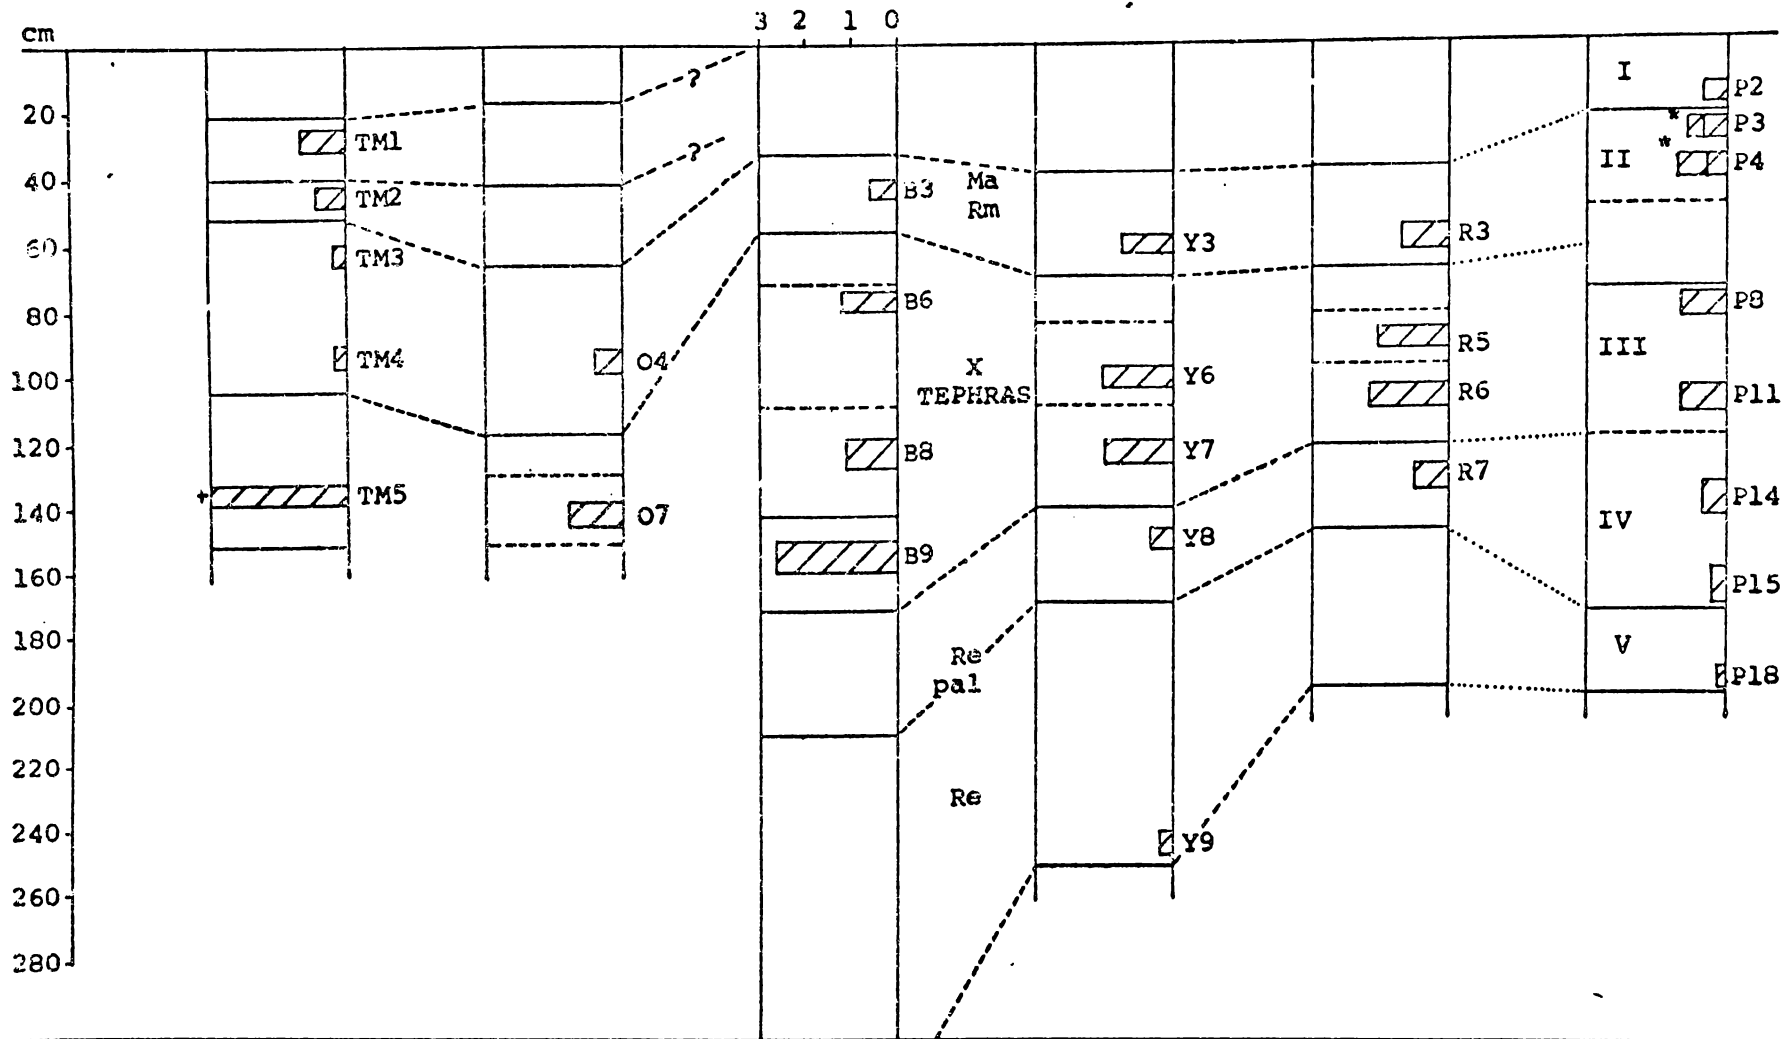 cm
3 2 1 0
20
40
60
80
100
120
140
160
180
200
220
240
260
280
TM1
TM2
TM3
TM4
+ TM5
O4
O7
B3
B6
B8
B9
?
?
Ma
Rm
X
TEPHRAS
Re
pal
Re
Y3
Y6
Y7
Y8
Y9
R3
R5
R6
R7
I
II
III
IV
V
P2
* P3
* P4
P8
P11
P14
P15
P18